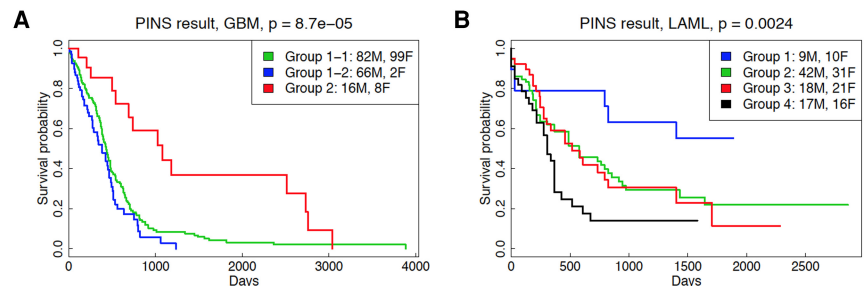 A
PINS result, GBM, p = 8.7e−05
Survival probability
0.0
0.2
0.4
0.6
0.8
1.0
Group 1−1: 82M, 99F
Group 1−2: 66M, 2F
Group 2: 16M, 8F
0 1000 2000 3000 4000
Days
B
PINS result, LAML, p = 0.0024
Survival probability
0.0
0.2
0.4
0.6
0.8
1.0
Group 1: 9M, 10F
Group 2: 42M, 31F
Group 3: 18M, 21F
Group 4: 17M, 16F
0 500 1000 1500 2000 2500
Days